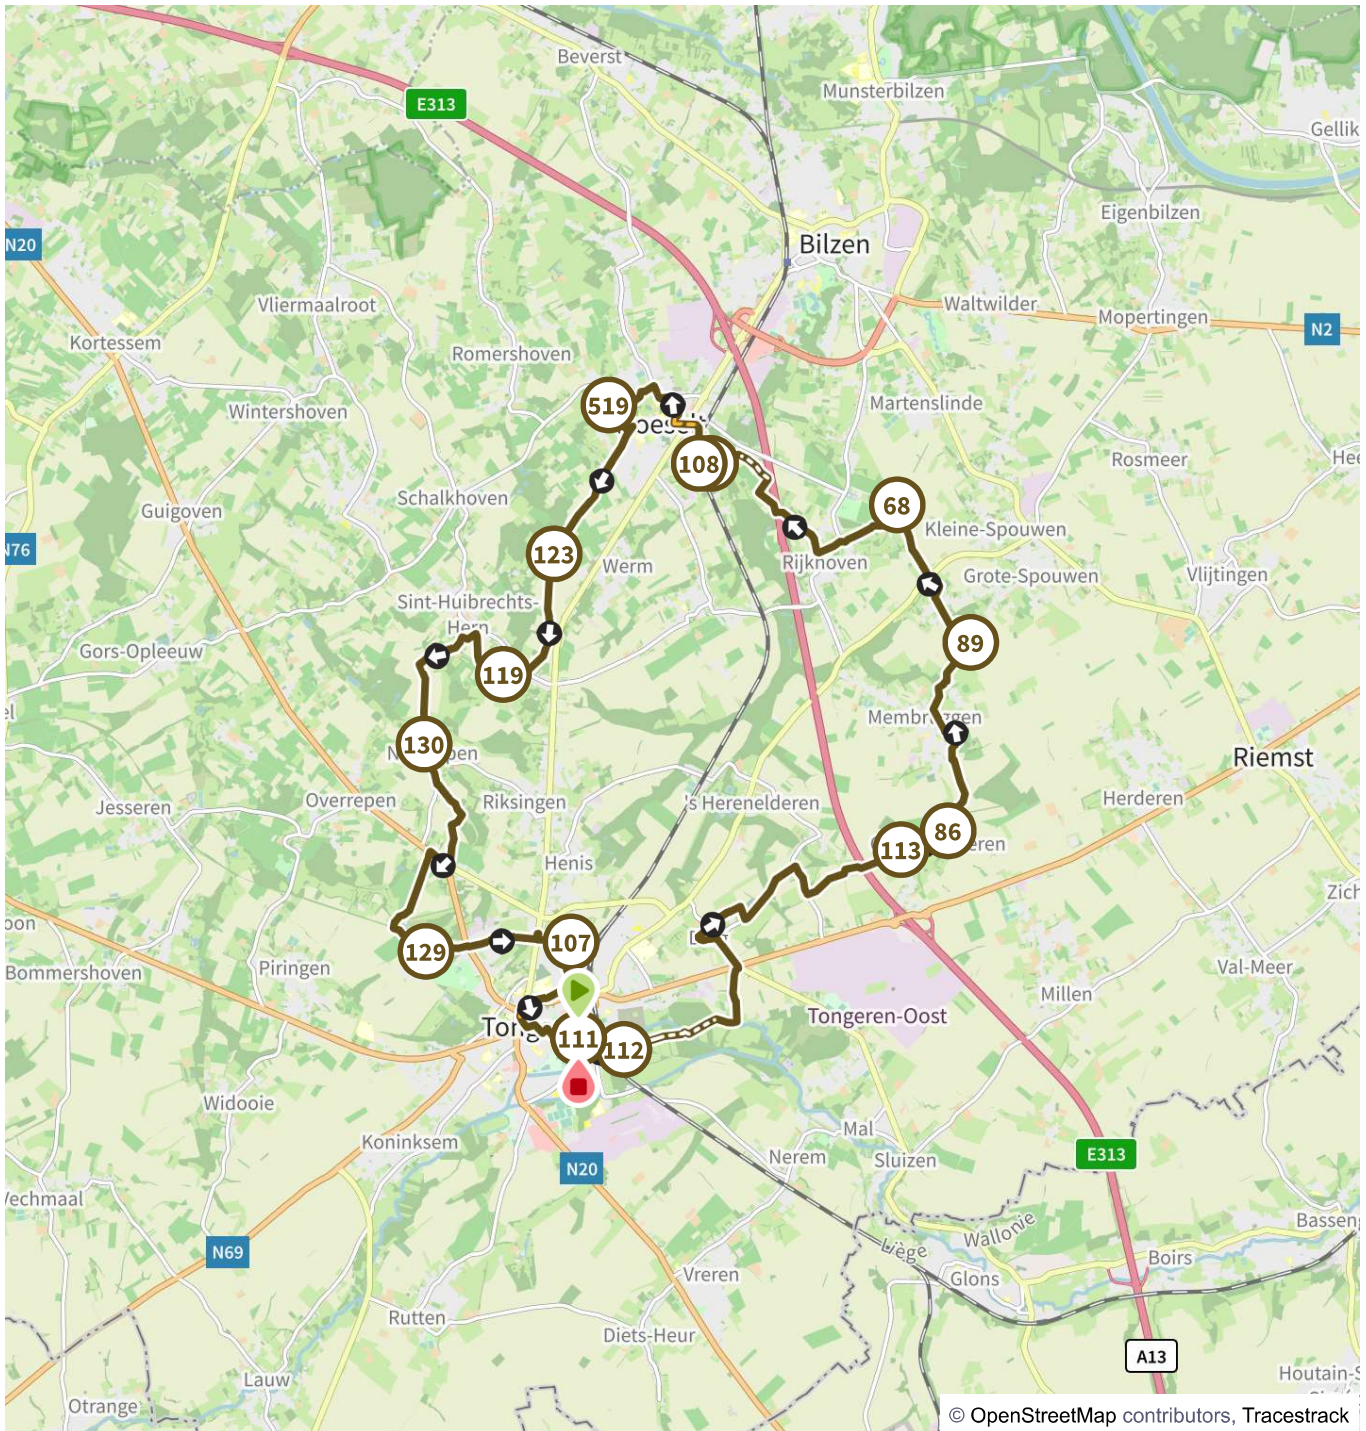 Beverst
Munsterbilzen
E313
Gellik
Eigenbilzen
N20
Bilzen
Vliermaalroot
Waltwilder
Mopertingen
N2
Kortessem
Romershoven
Wintershoven
519
Martenslinde
108
Rosmeer
Schalkhoven
68
Guigoven
Kleine-Spouwen
N76
123
Werm
Rijknoven
Grote-Spouwen
Vlijtingen
Sint-Huibrechts-
Hern
Gors-Opleeuw
89
119
Membruggen
130
Riemst
Jesseren
Overrepen
Riksingen
's Herenelderen
Herderen
86
113
Henis
107
129
Bommershoven
Piringen
Val-Meer
Millen
Tongeren-Oost
111
112
Widooie
Koninksem
Mal
Nerem
Sluizen
E313
N20
N69
Wallonie
Liège
Boirs
Glons
Vreren
Rutten
Diets-Heur
A13
Lauw
Otrange
© OpenStreetMap contributors, Tracestrack